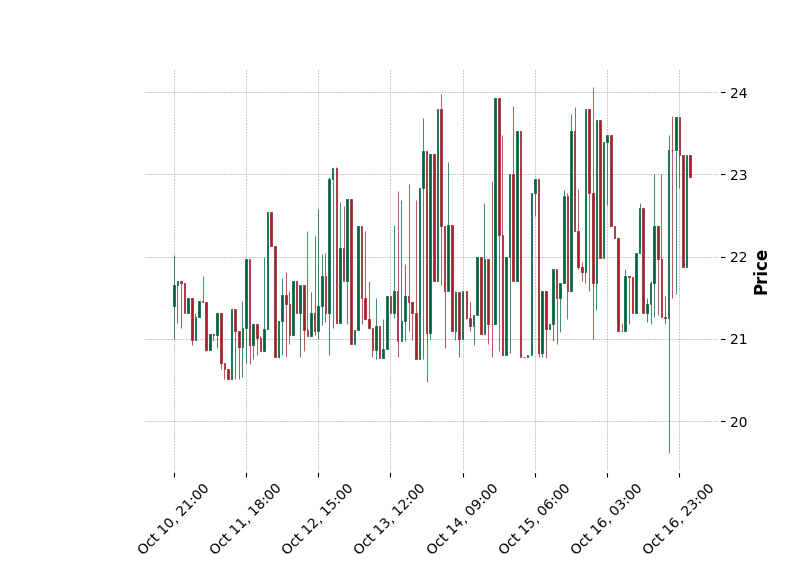 24
23
22
21
20
Price
Oct 10, 21:00
Oct 11, 18:00
Oct 12, 15:00
Oct 13, 12:00
Oct 14, 09:00
Oct 15, 06:00
Oct 16, 03:00
Oct 16, 23:00